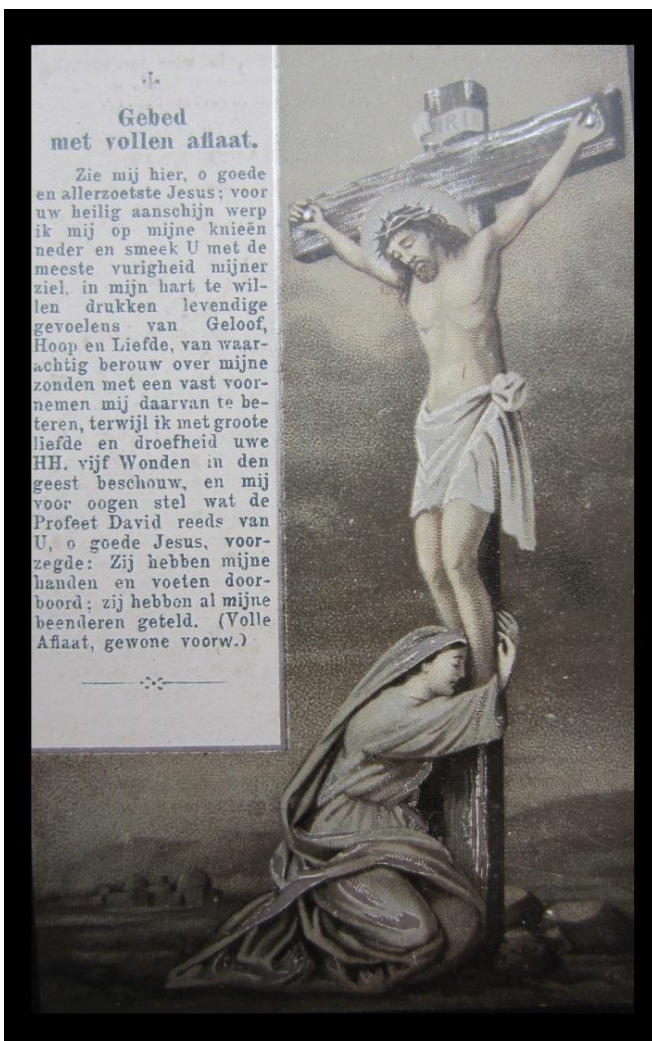 Gebed
met vollen aflaat.
Zie mij hier, o goede
en allerzoetste Jesus; voor
uw heilig aanschijn werp
ik mij op mijne knieën
neder en smeek U met de
meeste vurigheid mijner
ziel, in mijn hart te wil-
len drukken levendige
gevoelens van Geloof,
Hoop en Liefde, van waar-
achtig berouw over mijne
zonden met een vast voor-
nemen mij daarvan te be-
teren, terwijl ik met groote
liefde en droefheid uwe
HH. vijf Wonden in den
geest beschouw, en mij
voor oogen stel wat de
Profeet David reeds van
U, o goede Jesus, voor-
zegde: Zij hebben mijne
handen en voeten door-
boord; zij hebben al mijne
beenderen geteld. (Volle
Aflaat, gewone voorw.)
INRI